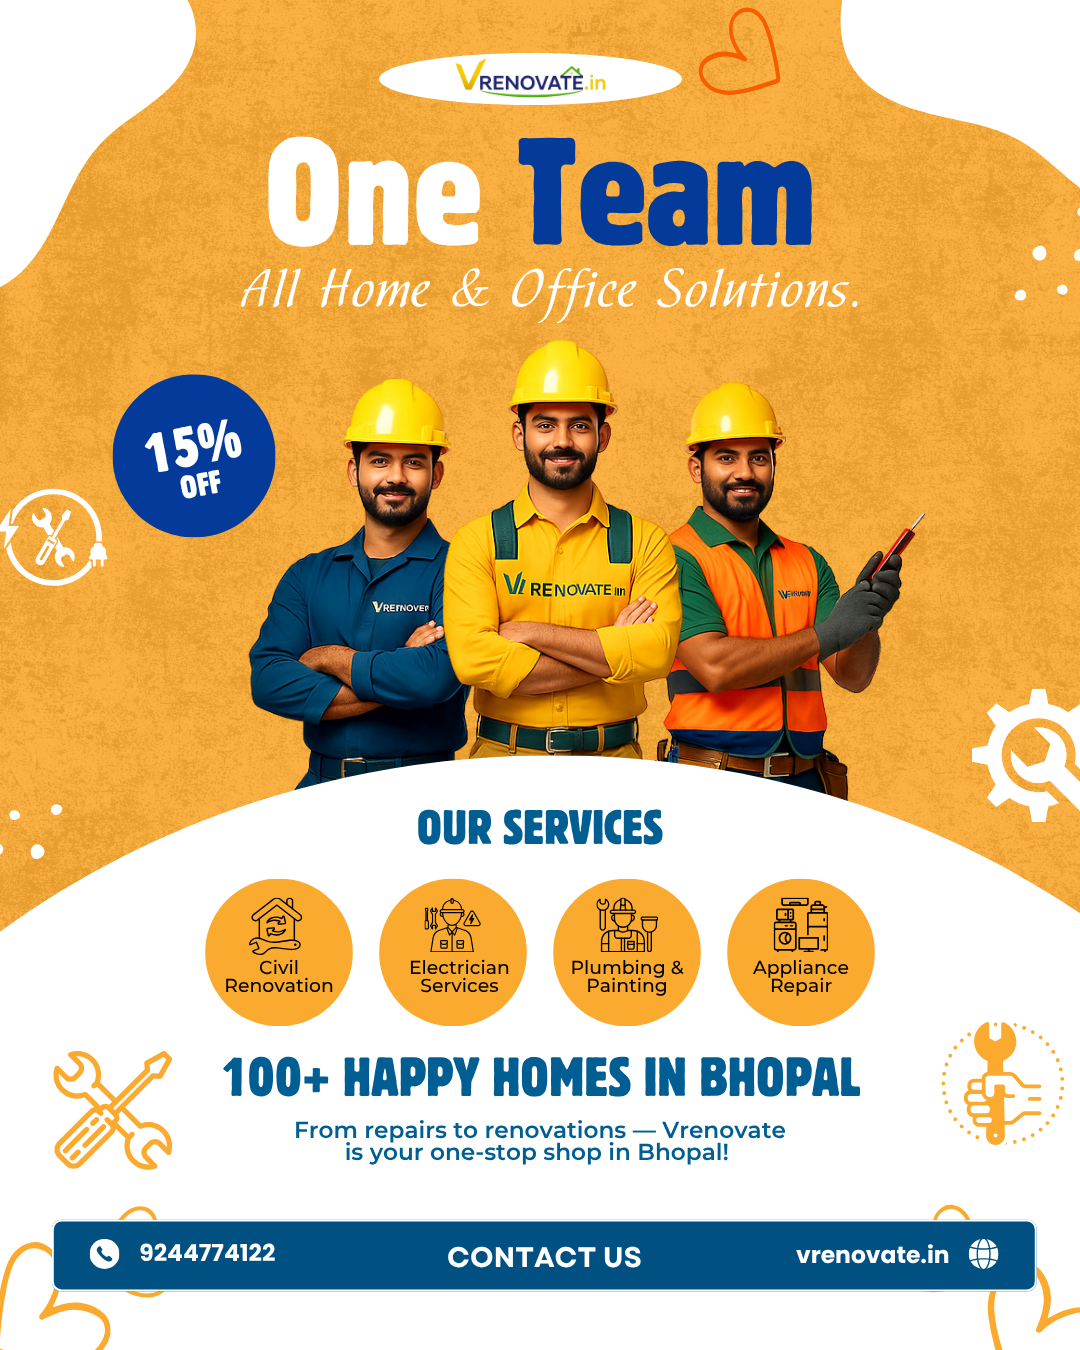 VRENOVATE.in
One Team
All Home & Office Solutions.
15%
OFF
VRETNOVER
V RENOVATE in
OUR SERVICES
Civil
Renovation
Electrician
Services
Plumbing &
Painting
Appliance
Repair
100+ HAPPY HOMES IN BHOPAL
From repairs to renovations — Vrenovate
is your one-stop shop in Bhopal!
9244774122
CONTACT US
vrenovate.in